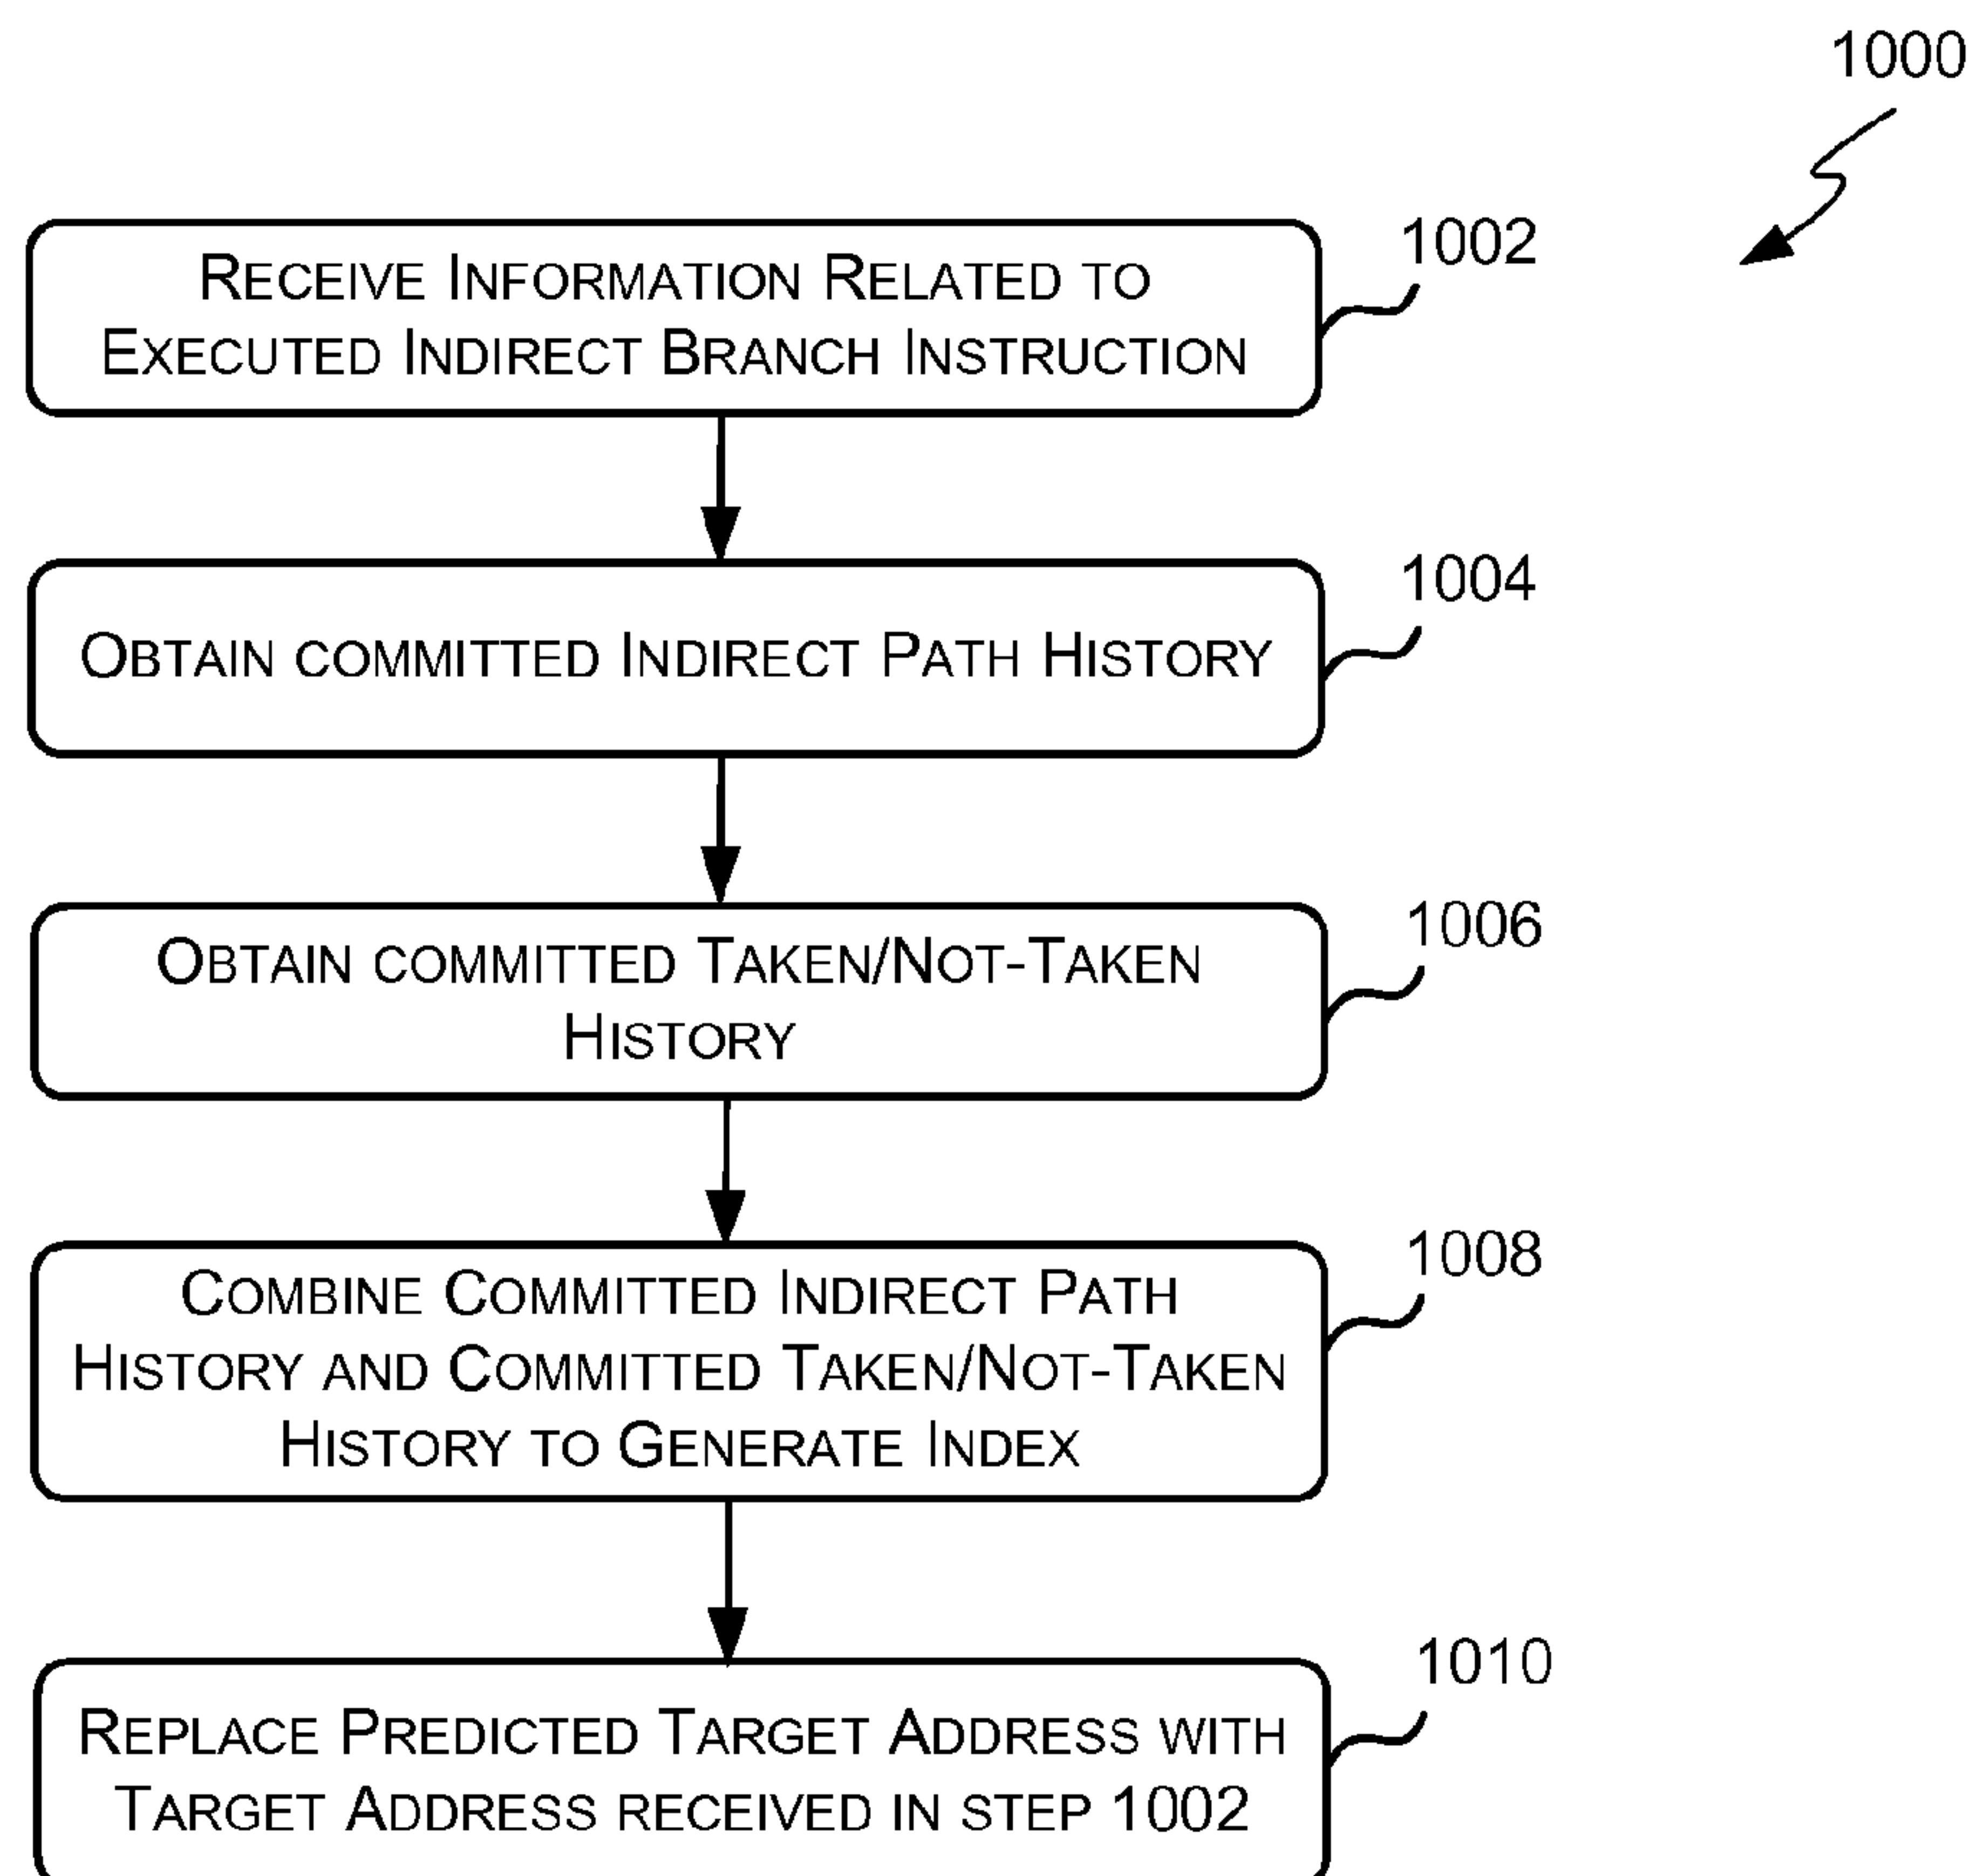 1000
1002
Receive Information Related to
Executed Indirect Branch Instruction
1004
Obtain committed Indirect Path History
1006
Obtain committed Taken/Not-Taken
History
1008
Combine Committed Indirect Path
History and Committed Taken/Not-Taken
History to Generate Index
1010
Replace Predicted Target Address with
Target Address received in step 1002